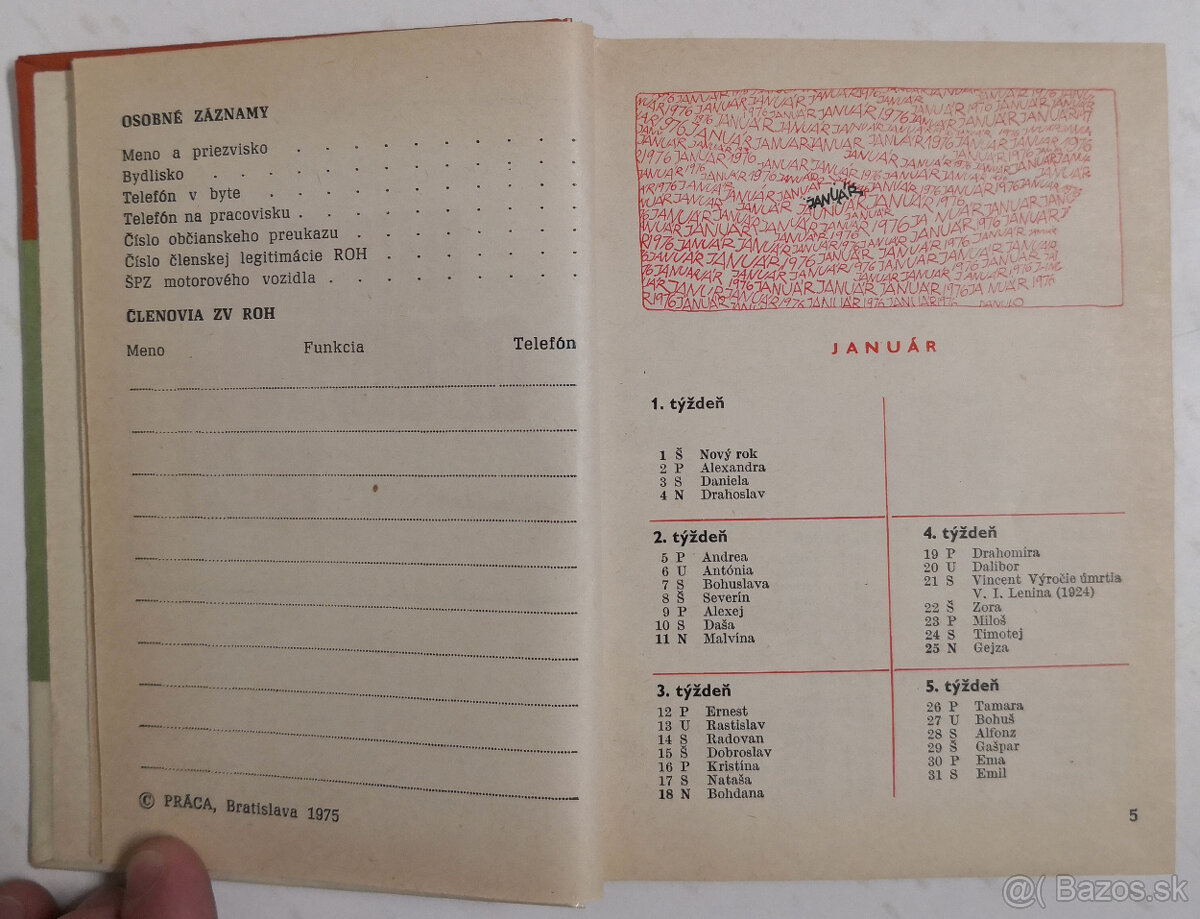 OSOBNÉ ZÁZNAMY
Meno a priezvisko
Bydlisko
Telefón v byte
Telefón na pracovisku
Číslo občianskeho preukazu
Číslo členskej legitimácie ROH
ŠPZ motorového vozidla
ČLENOVIA ZV ROH
Meno Funkcia Telefón
© PRÁCA, Bratislava 1975
JANUÁR
JANUÁR
1. týždeň
1 Š Nový rok
2 P Alexandra
3 S Daniela
4 N Drahoslav
2. týždeň
5 P Andrea
6 U Antónia
7 S Bohuslava
8 Š Severín
9 P Alexej
10 S Daša
11 N Malvína
3. týždeň
12 P Ernest
13 U Rastislav
14 S Radovan
15 Š Dobroslav
16 P Kristína
17 S Nataša
18 N Bohdana
4. týždeň
19 P Drahomíra
20 U Dalibor
21 S Vincent Výročie úmrtia
V. I. Lenina (1924)
22 Š Zora
23 P Miloš
24 S Timotej
25 N Gejza
5. týždeň
26 P Tamara
27 U Bohuš
28 S Alfonz
29 Š Gašpar
30 P Ema
31 S Emil
5
@( Bazos.sk